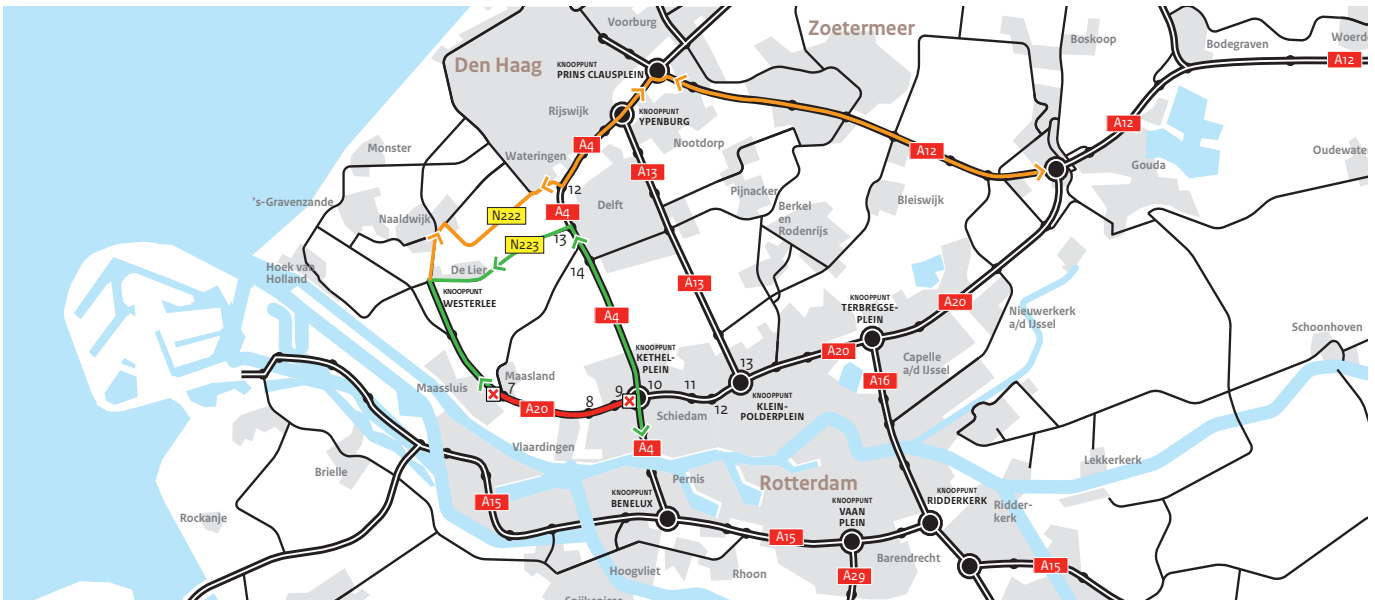 Voorburg
Zoetermeer
Boskoop
Bodegraven
Woerd
A12
Den Haag
KNOOPPUNT
PRINS CLAUSPLEIN
Rijswijk
KNOOPPUNT
YPENBURG
A12
Nootdorp
A4
A12
Monster
Wateringen
Oudewate
Gouda
A13
12
Pijnacker
's-Gravenzande
Naaldwijk
N222
A4
Delft
Berkel
en
Rodenrijs
Bleiswijk
N223
13
De Lier
14
Hoek van
Holland
KNOOPPUNT
WESTERLEE
A13
KNOOPPUNT
TERBREGSE-
PLEIN
A20
Nieuwerkerk
a/d IJssel
A4
Schoonhoven
KNOOPPUNT
KETHEL-
PLEIN
A20
Capelle
a/d IJssel
13
Maasland
A16
Maassluis
7
A20
8
9
10
11
12
KNOOPPUNT
KLEIN-
POLDERPLEIN
Schiedam
Vlaardingen
A4
Lekkerkerk
Brielle
Pernis
Rotterdam
KNOOPPUNT
BENELUX
A15
KNOOPPUNT
VAAN
PLEIN
KNOOPPUNT
RIDDERKERK
Ridder-
kerk
Rockanje
A15
Barendrecht
A15
Hoogvliet
Rhoon
A29